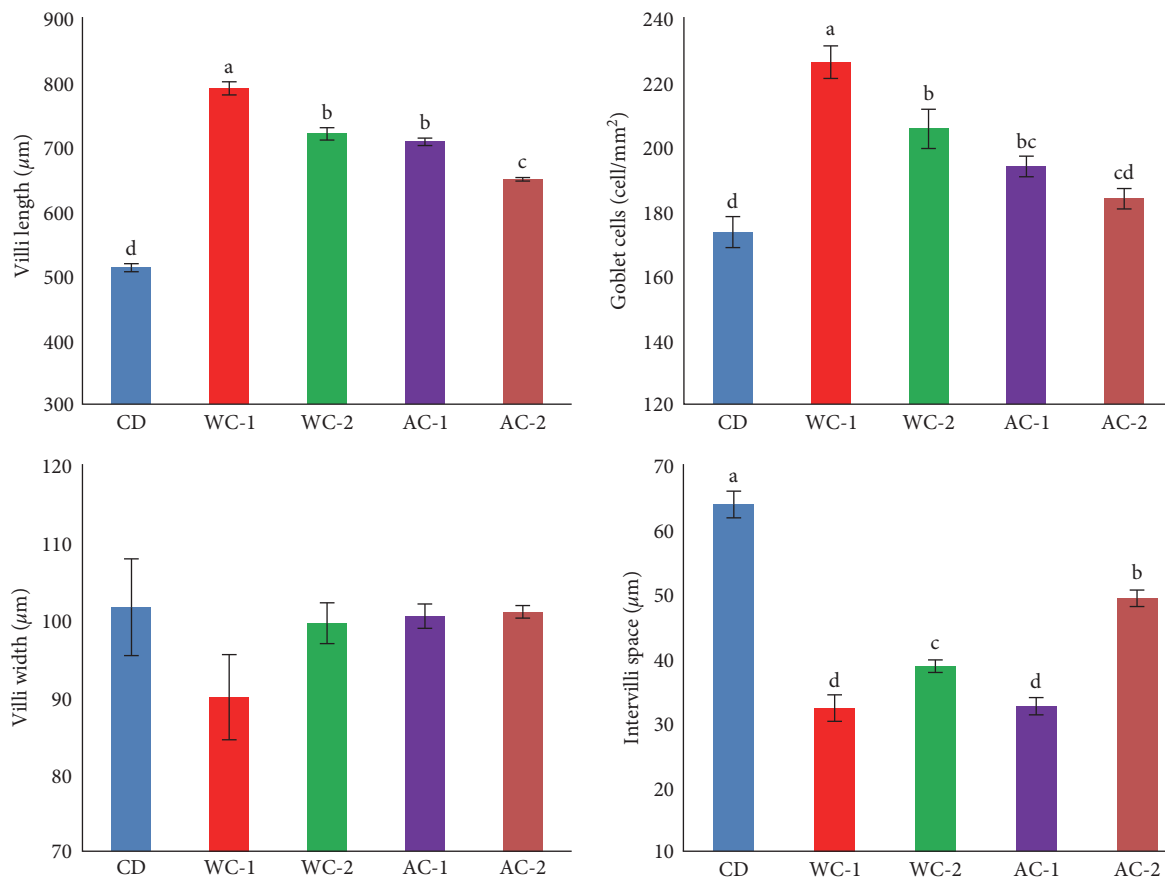 Villi length (μm)
900
800
700
600
500
400
300
d
a
b
b
c
CD WC-1 WC-2 AC-1 AC-2
Goblet cells (cell/mm²)
240
220
200
180
160
140
120
d
a
b
bc
cd
CD WC-1 WC-2 AC-1 AC-2
Villi width (μm)
120
110
100
90
80
70
CD WC-1 WC-2 AC-1 AC-2
Intervilli space (μm)
70
60
50
40
30
20
10
a
d
c
d
b
CD WC-1 WC-2 AC-1 AC-2